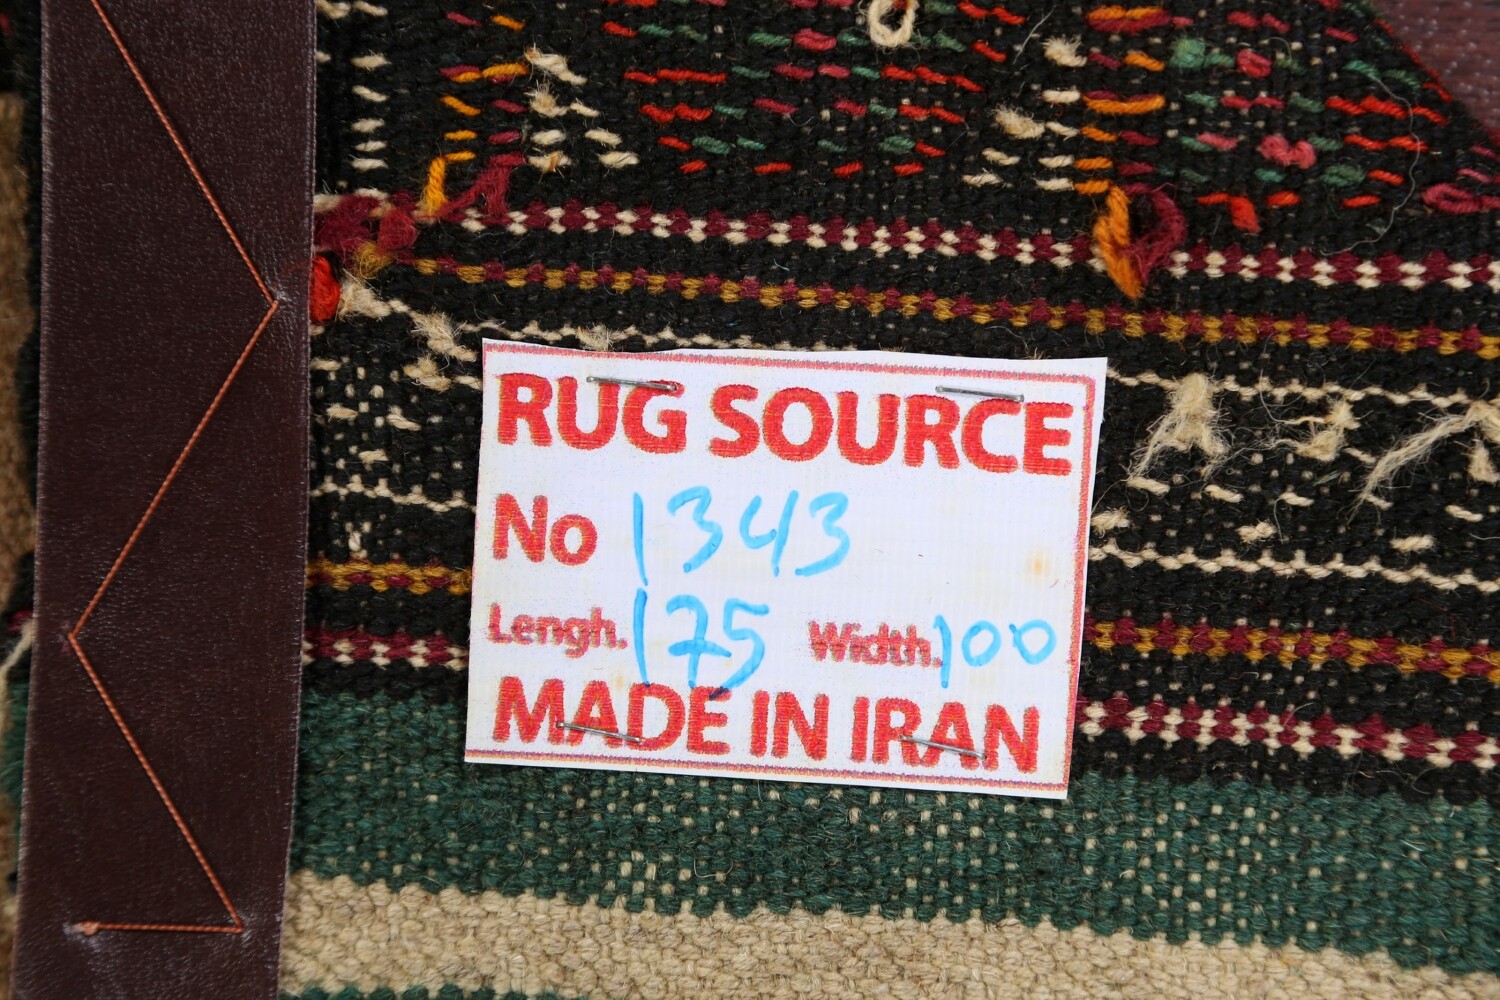 RUG SOURCE
No 1343
Lengh. 175 Width. 100
MADE IN IRAN